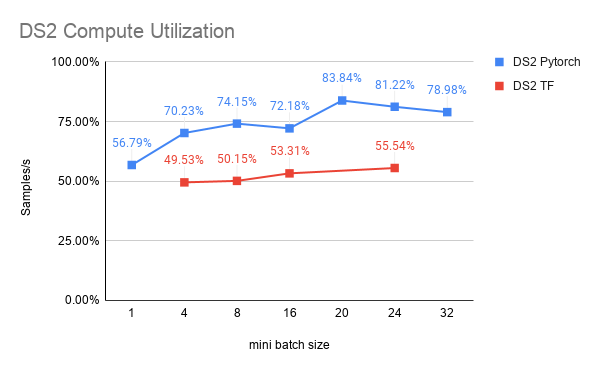 DS2 Compute Utilization
100.00%
75.00%
50.00%
25.00%
0.00%
Samples/s
56.79%
70.23%
74.15%
72.18%
83.84%
81.22%
78.98%
49.53%
50.15%
53.31%
55.54%
1 4 8 16 20 24 32
mini batch size
DS2 Pytorch
DS2 TF